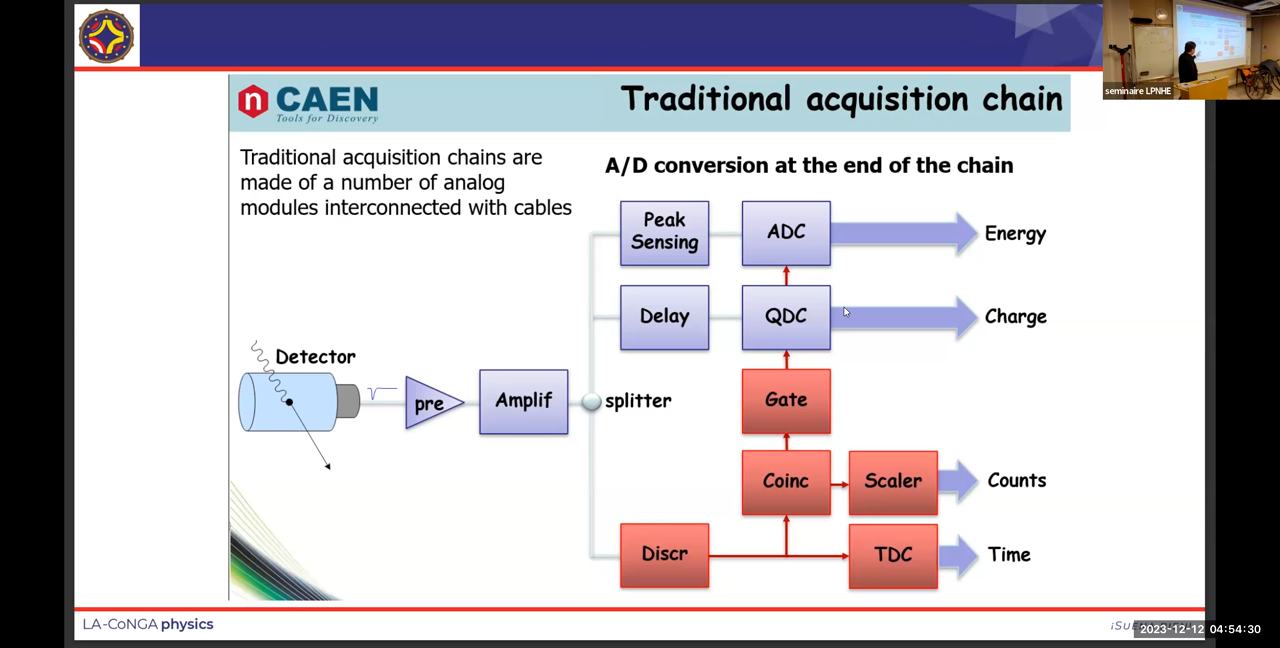 seminaire LPNHE
n CAEN
Tools for Discovery
Traditional acquisition chain
Traditional acquisition chains are
made of a number of analog
modules interconnected with cables
A/D conversion at the end of the chain
Peak
Sensing
ADC
Energy
Delay
QDC
Charge
Detector
pre
Amplif
splitter
Gate
Coinc
Scaler
Counts
Discr
TDC
Time
LA-CoNGA physics
2023-12-12 04:54:30